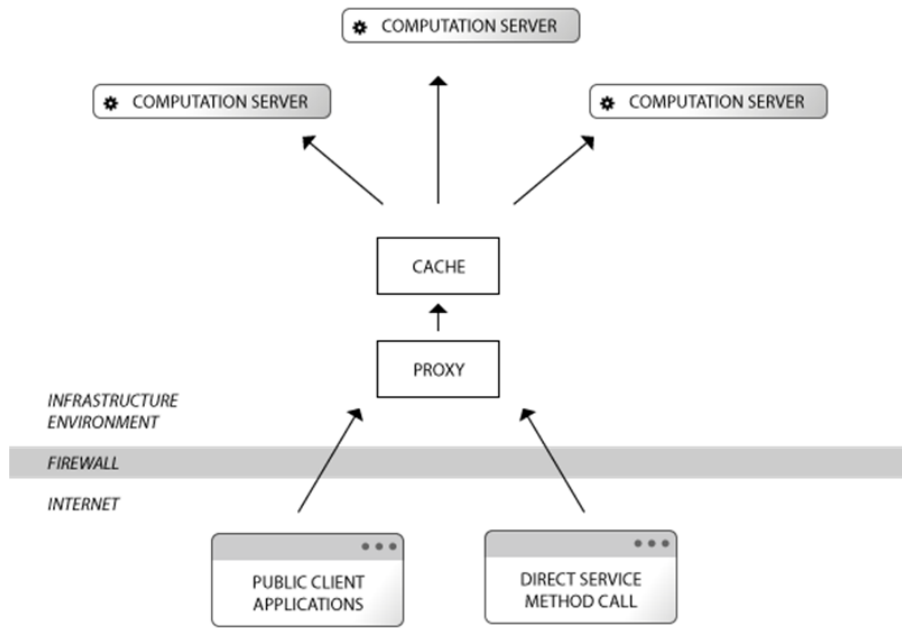 COMPUTATION SERVER
COMPUTATION SERVER
COMPUTATION SERVER
CACHE
PROXY
INFRASTRUCTURE
ENVIRONMENT
FIREWALL
INTERNET
PUBLIC CLIENT
APPLICATIONS
DIRECT SERVICE
METHOD CALL